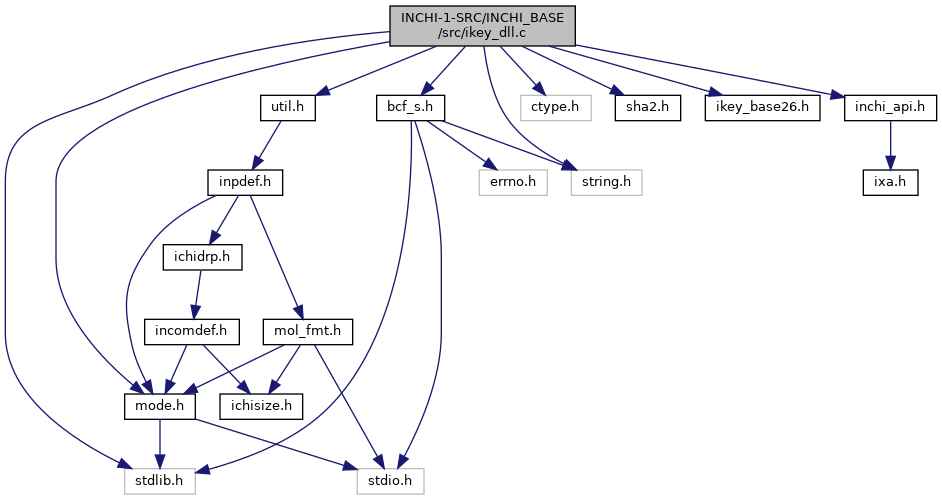 INCHI-1-SRC/INCHI_BASE
/src/ikey_dll.c
util.h
bcf_s.h
ctype.h
sha2.h
ikey_base26.h
inchi_api.h
inpdef.h
errno.h
string.h
ixa.h
ichidrp.h
incomdef.h
mol_fmt.h
mode.h
ichisize.h
stdlib.h
stdio.h